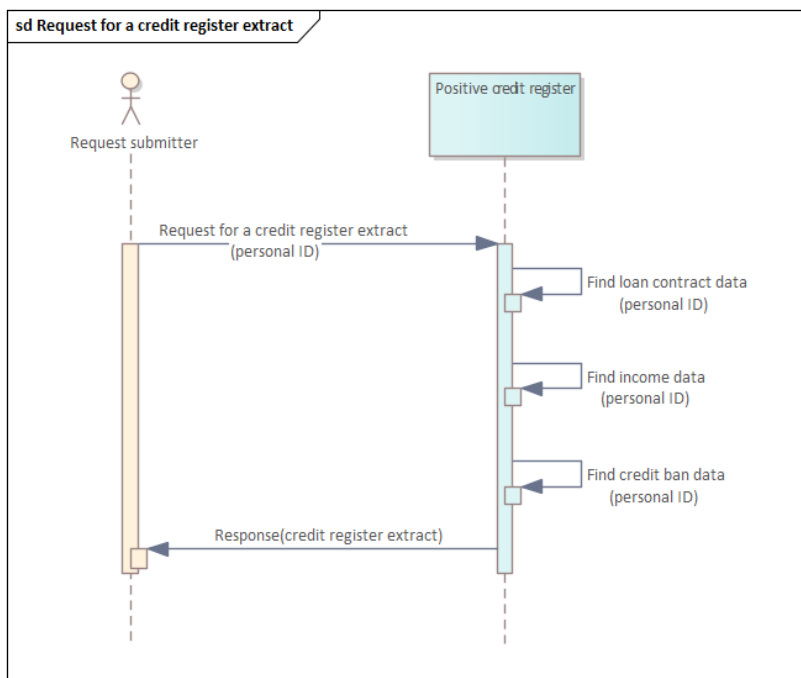 sd Request for a credit register extract
Request submitter
Positive credit register
Request for a credit register extract
(personal ID)
Find loan contract data
(personal ID)
Find income data
(personal ID)
Find credit ban data
(personal ID)
Response(credit register extract)